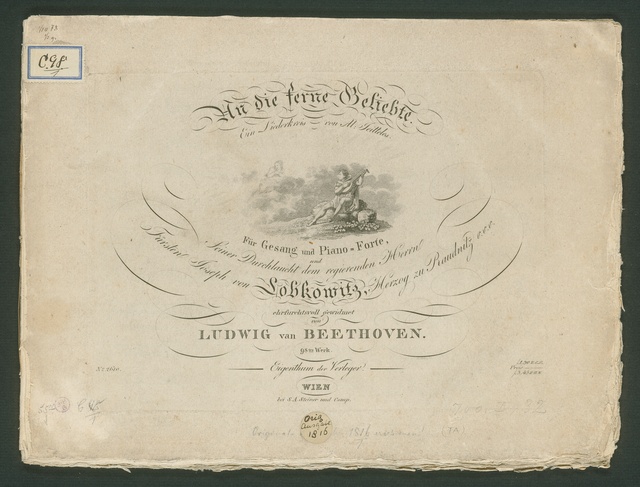 C. 98
An die ferne Geliebte.
Ein Liederkreis von Al. Jeitteles
Für Gesang und Piano-Forte,
und
Seiner Durchlaucht dem regierenden Herrn
Fürsten Joseph von Lobkowitz, Herzog zu Raudnitz &.&.&.
ehrfurchtsvoll gewidmet
von
LUDWIG van BEETHOVEN.
98tes Werk.
Eigenthum der Verleger.
WIEN
bei S. A. Steiner und Comp.
Orig
Ausgabe
1816